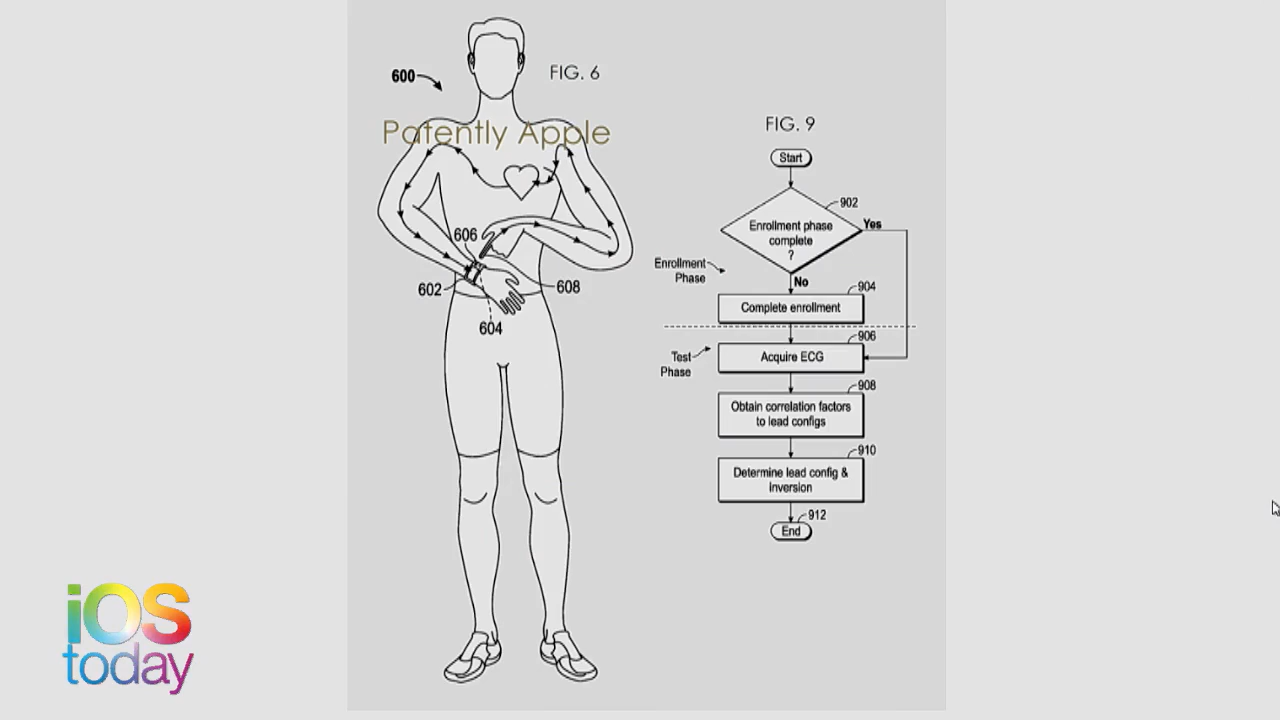 600
FIG. 6
Patently Apple
606
602
608
604
FIG. 9
Start
902
Enrollment phase
complete
?
Yes
Enrollment
Phase
No
904
Complete enrollment
906
Test
Phase
Acquire ECG
908
Obtain correlation factors
to lead configs
910
Determine lead config &
Inversion
912
End
iOS
today